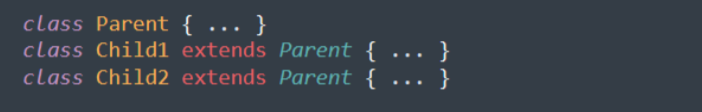 class Parent { ... }
class Child1 extends Parent { ... }
class Child2 extends Parent { ... }